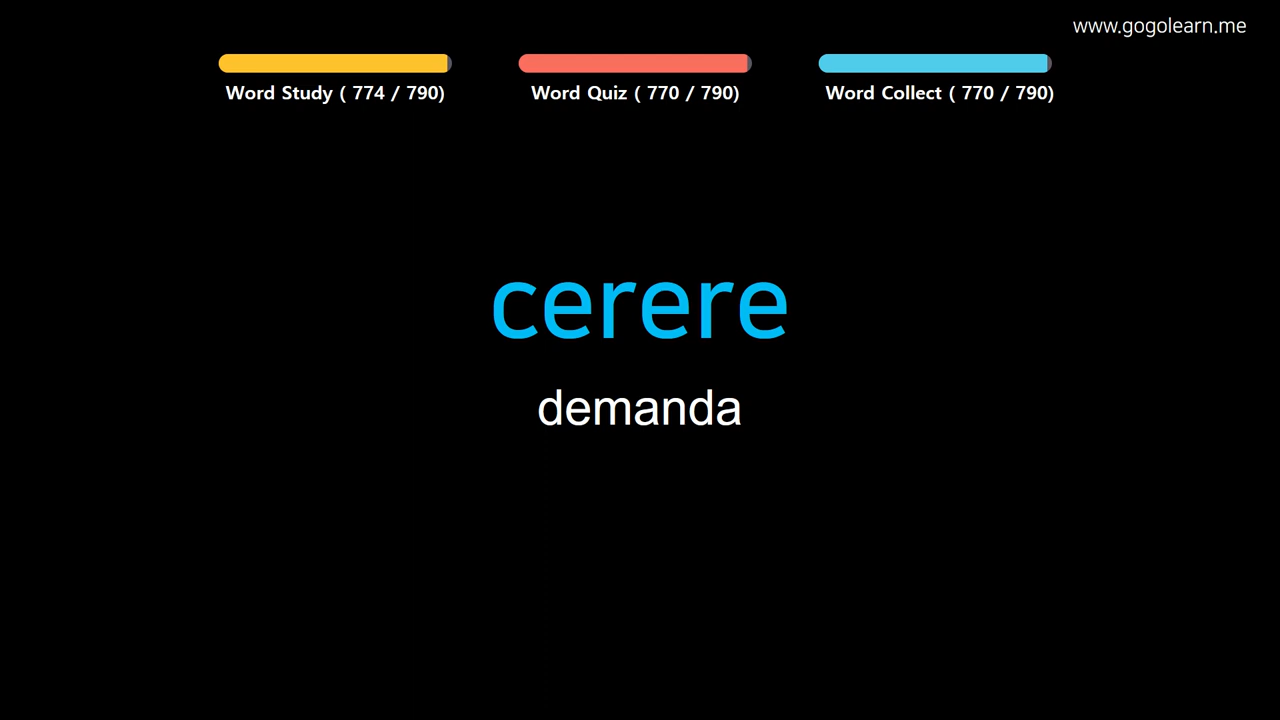 www.gogolearn.me
Word Study ( 774 / 790)
Word Quiz ( 770 / 790)
Word Collect ( 770 / 790)
cerere
demanda